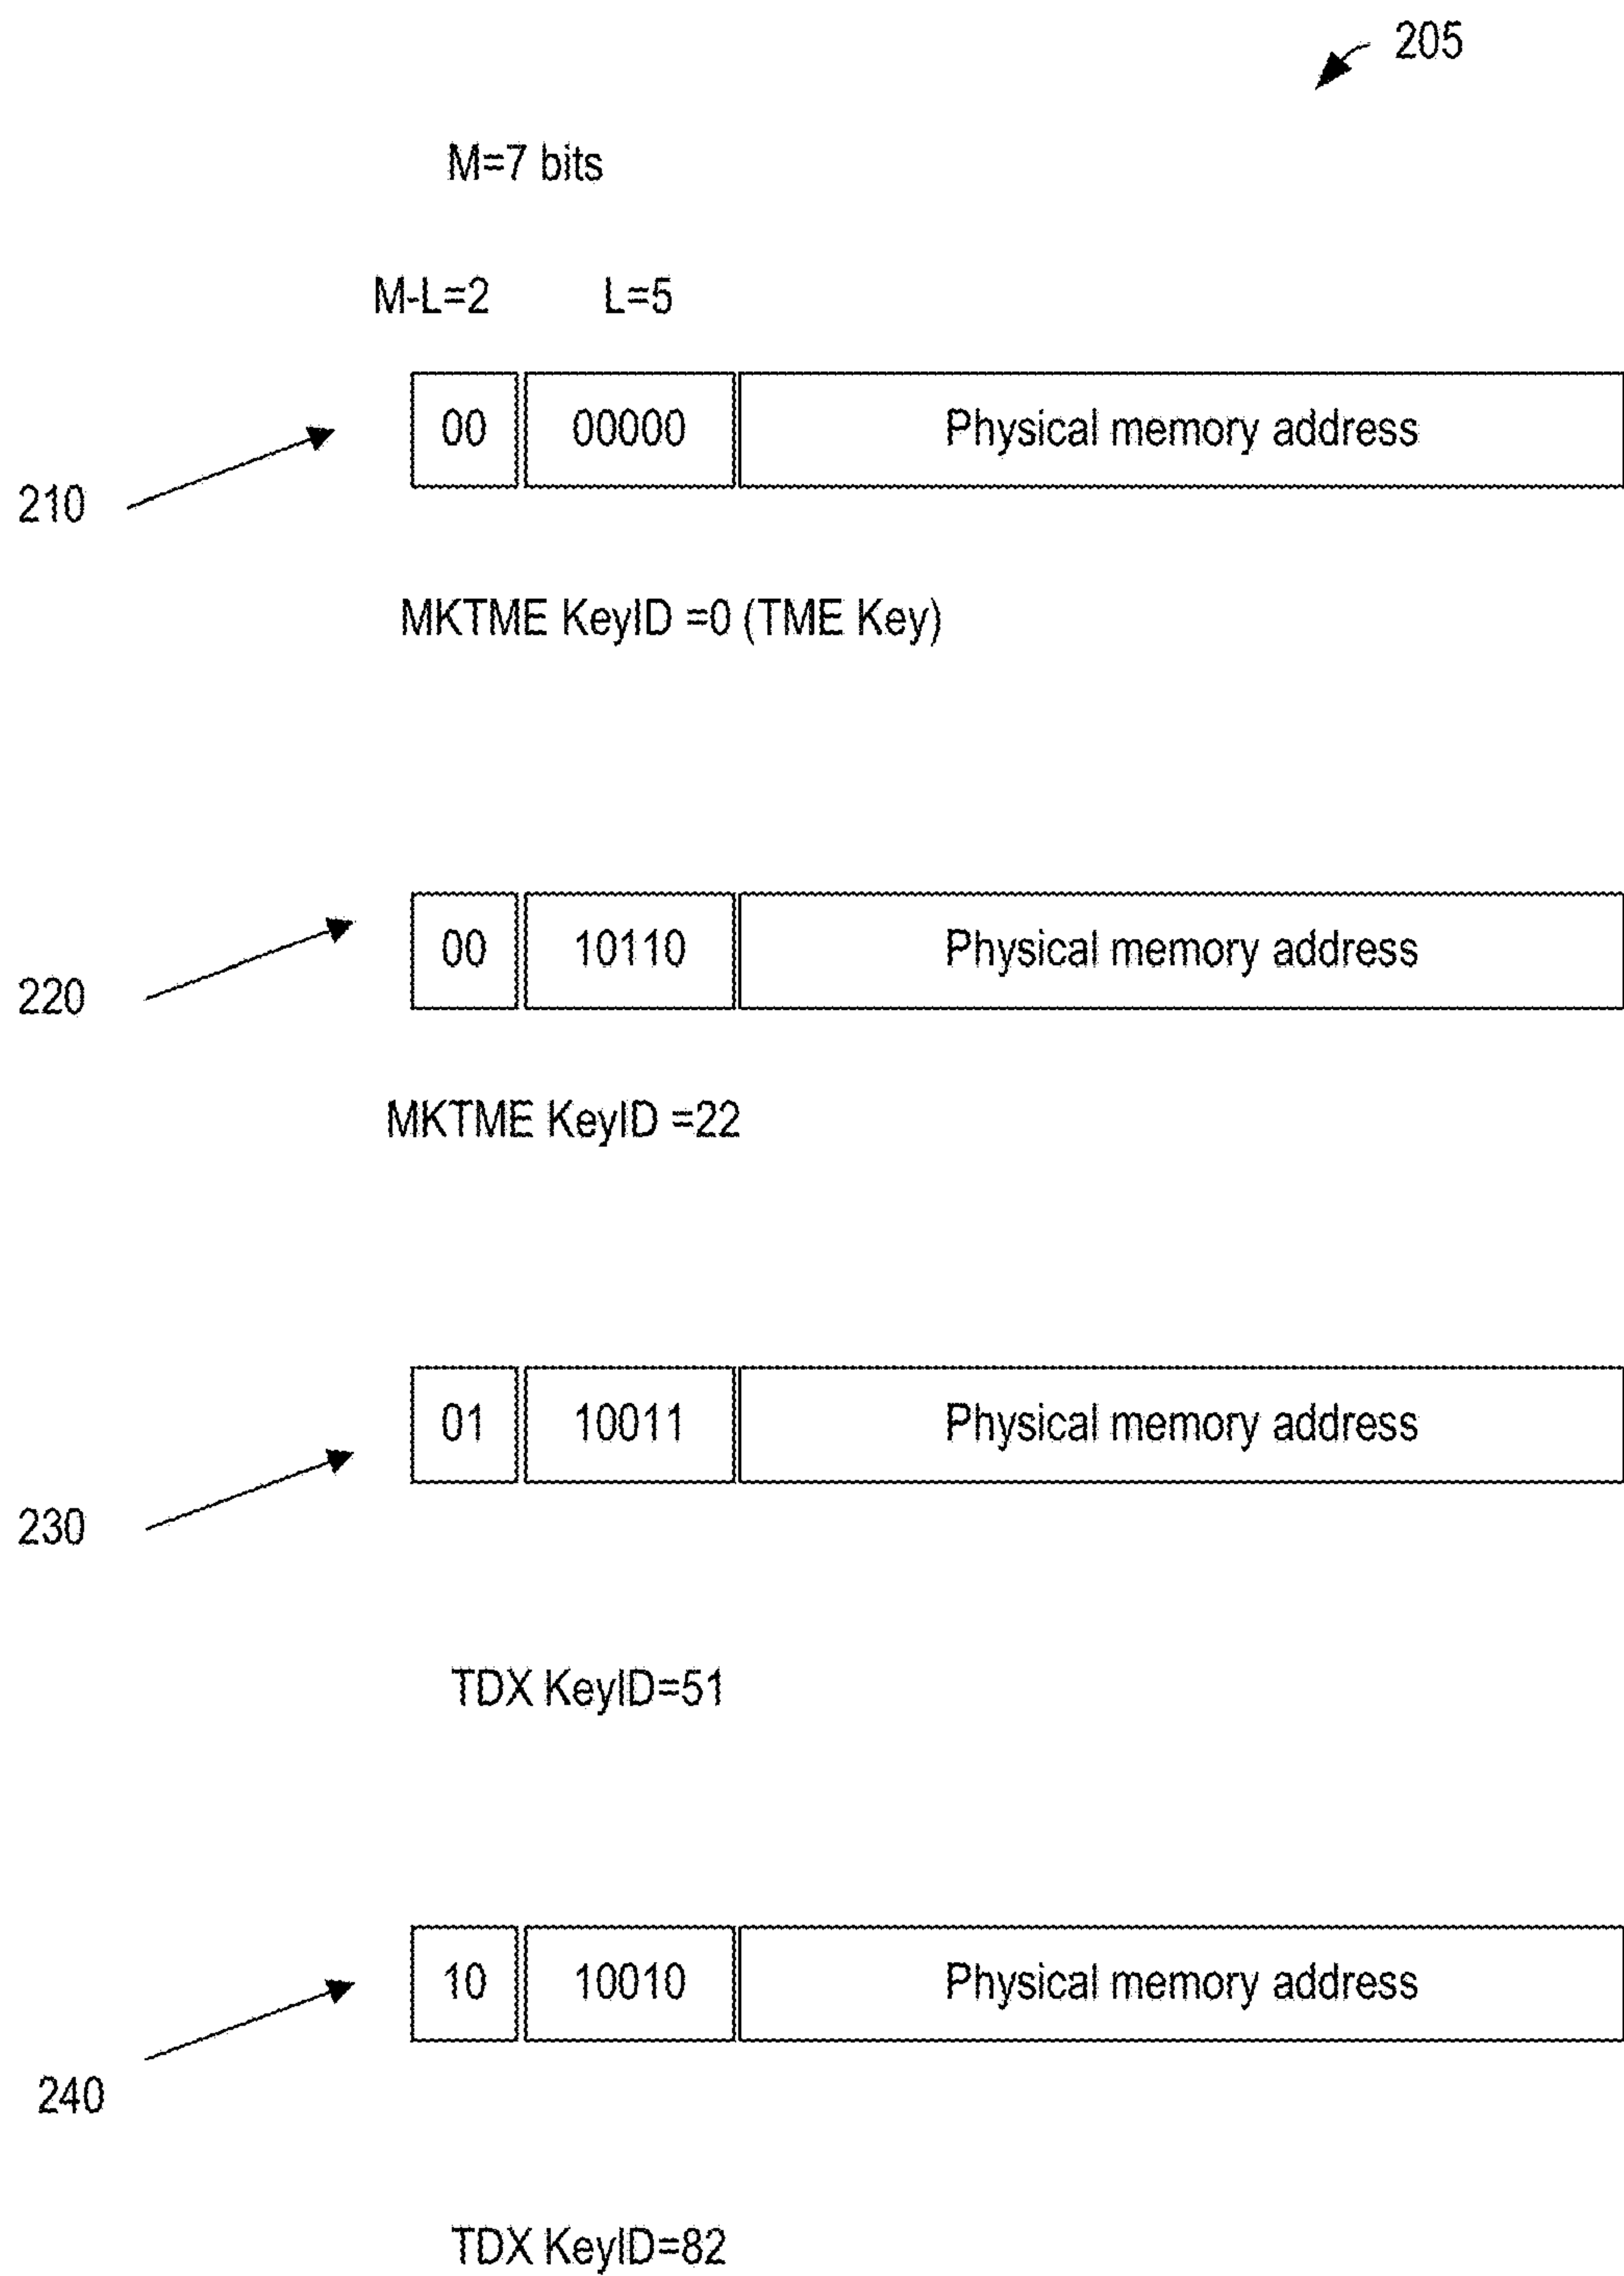 205
M=7 bits
M-L=2 L=5
00 00000 Physical memory address
210
MKTME KeyID =0 (TME Key)
00 10110 Physical memory address
220
MKTME KeyID =22
01 10011 Physical memory address
230
TDX KeyID=51
10 10010 Physical memory address
240
TDX KeyID=82